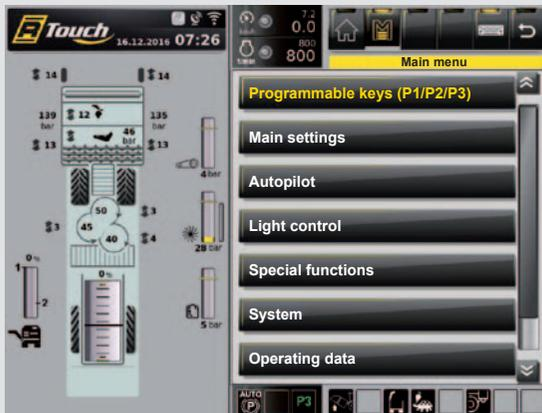 R Touch
16.12.2016 07:26
14 14
139 bar
12
135 bar
46 bar
13 13
4 bar
50
45
40
3 3
4
28 bar
0%
1
2
0%
5 bar
7.2
0.0
800
800
Main menu
Programmable keys (P1/P2/P3)
Main settings
Autopilot
Light control
Special functions
System
Operating data
AUTO
(P)
P3